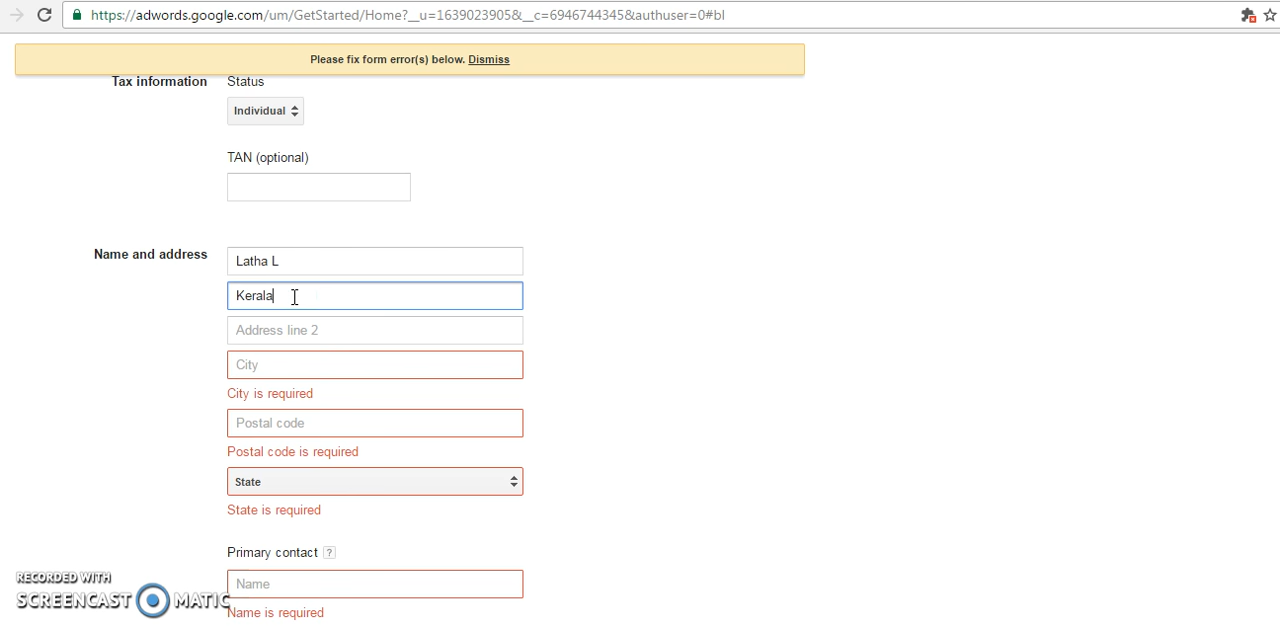 https://adwords.google.com/um/GetStarted/Home?__u=1639023905&__c=6946744345&authuser=0#bl
Please fix form error(s) below. Dismiss
Tax information Status
Individual
TAN (optional)
Name and address Latha L
Kerala
Address line 2
City
City is required
Postal code
Postal code is required
State
State is required
Primary contact ?
Name
Name is required
RECORDED WITH
SCREENCAST MATIC